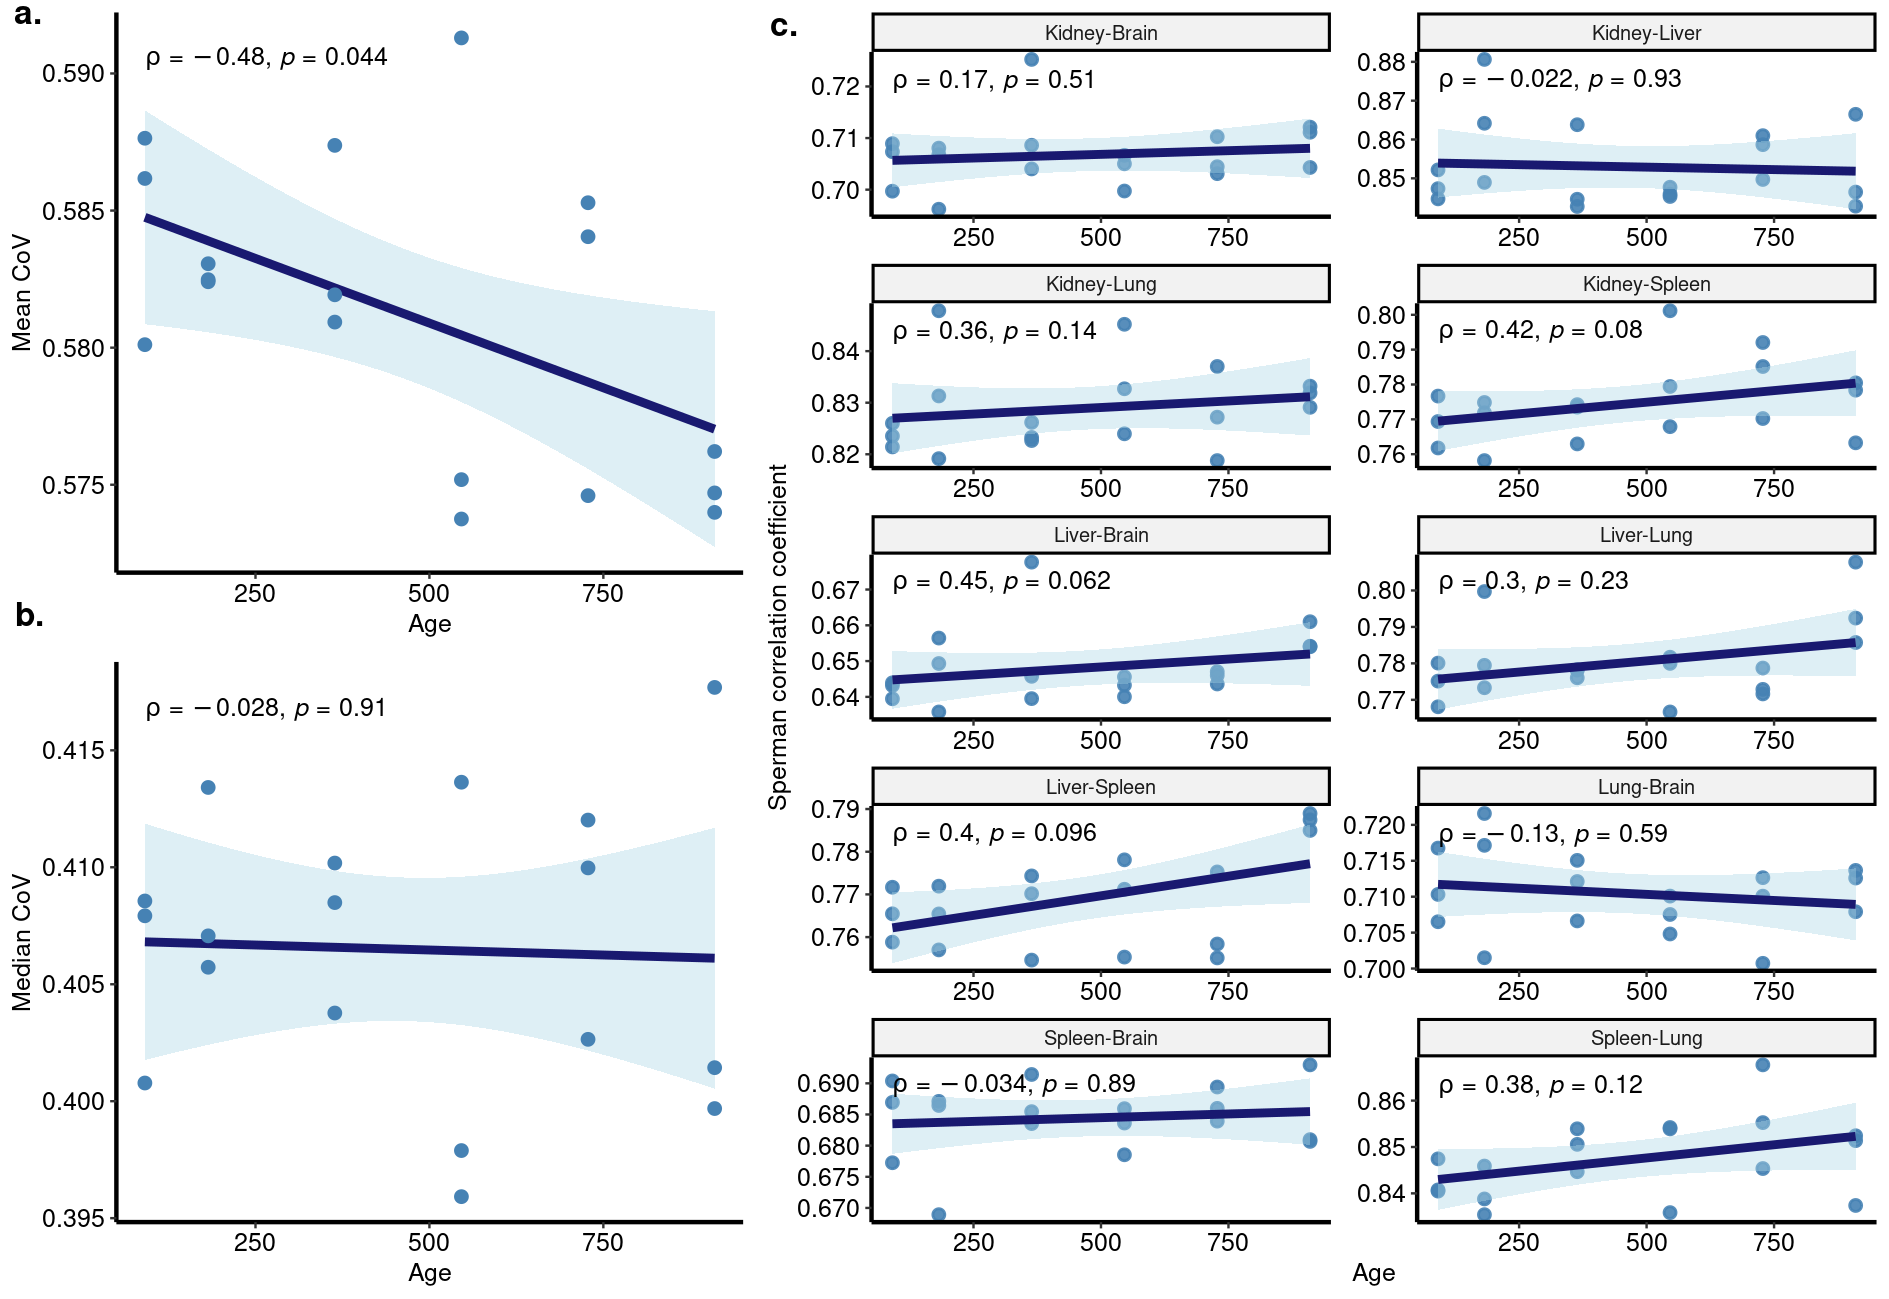 a.
ρ = −0.48, p = 0.044
0.590
0.585
0.580
0.575
Mean CoV
250 500 750
Age
b.
ρ = −0.028, p = 0.91
0.415
0.410
0.405
0.400
0.395
Median CoV
250 500 750
Age
c.
Sperman correlation coefficient
Kidney-Brain
ρ = 0.17, p = 0.51
0.72
0.71
0.70
250 500 750
Kidney-Liver
ρ = −0.022, p = 0.93
0.88
0.87
0.86
0.85
250 500 750
Kidney-Lung
ρ = 0.36, p = 0.14
0.84
0.83
0.82
250 500 750
Kidney-Spleen
ρ = 0.42, p = 0.08
0.80
0.79
0.78
0.77
0.76
250 500 750
Liver-Brain
ρ = 0.45, p = 0.062
0.67
0.66
0.65
0.64
250 500 750
Liver-Lung
ρ = 0.3, p = 0.23
0.80
0.79
0.78
0.77
250 500 750
Liver-Spleen
ρ = 0.4, p = 0.096
0.79
0.78
0.77
0.76
250 500 750
Lung-Brain
ρ = −0.13, p = 0.59
0.720
0.715
0.710
0.705
0.700
250 500 750
Spleen-Brain
ρ = −0.034, p = 0.89
0.690
0.685
0.680
0.675
0.670
250 500 750
Spleen-Lung
ρ = 0.38, p = 0.12
0.86
0.85
0.84
250 500 750
Age